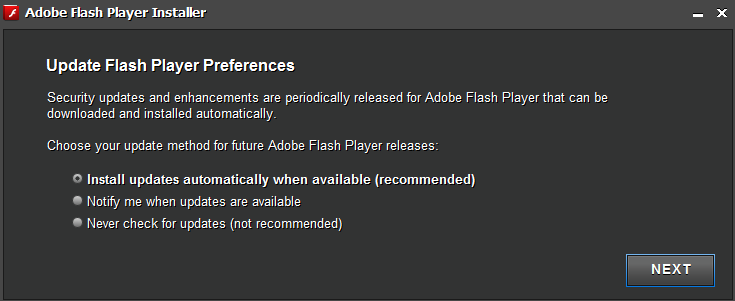 Adobe Flash Player Installer
Update Flash Player Preferences
Security updates and enhancements are periodically released for Adobe Flash Player that can be
downloaded and installed automatically.
Choose your update method for future Adobe Flash Player releases:
Install updates automatically when available (recommended)
Notify me when updates are available
Never check for updates (not recommended)
NEXT